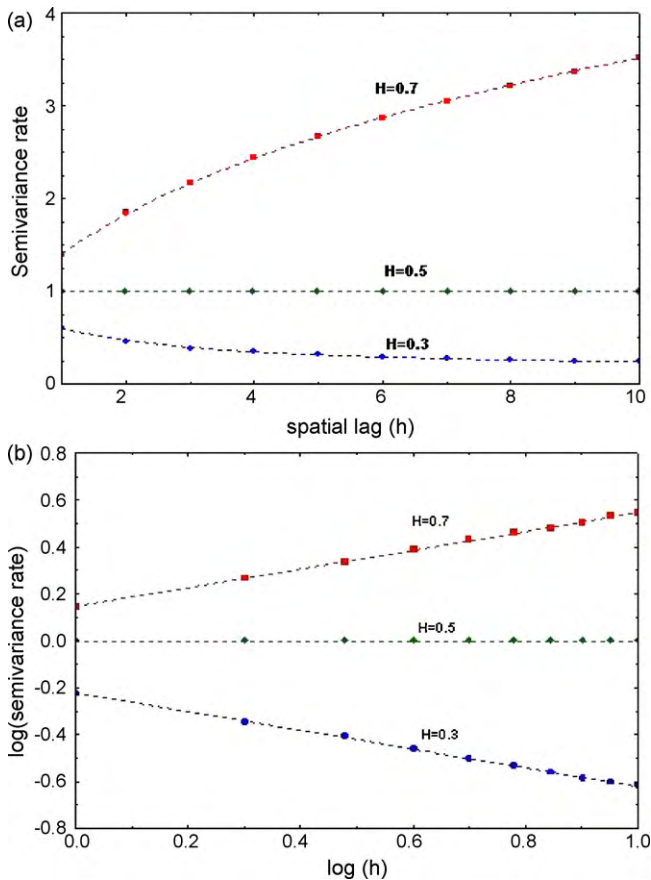 (a)
4
3
2
1
0
Semivariance rate
H=0.7
H=0.5
H=0.3
2 4 6 8 10
spatial lag (h)
(b)
0.8
0.6
0.4
0.2
0.0
-0.2
-0.4
-0.6
-0.8
log(semivariance rate)
H=0.7
H=0.5
H=0.3
0.0 0.2 0.4 0.6 0.8 1.0
log (h)